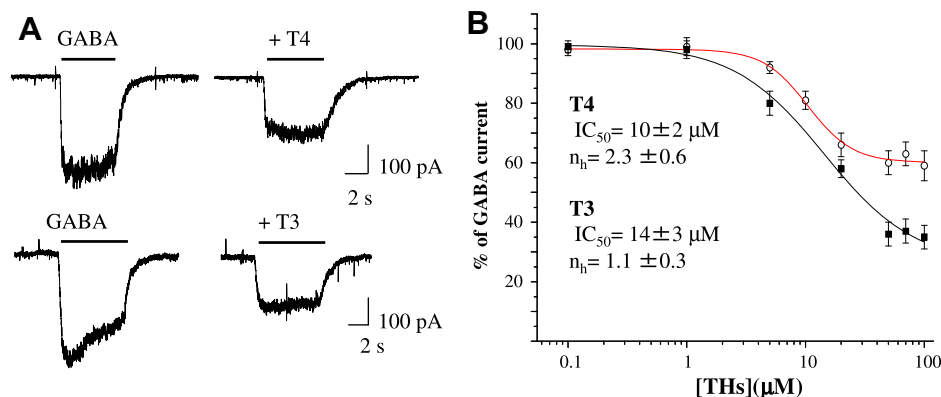 A
GABA
+ T4
100 pA
2 s
GABA
+ T3
100 pA
2 s
B
% of GABA current
100
80
60
40
20
T4
IC50= 10±2 μM
nh= 2.3 ±0.6
T3
IC50= 14±3 μM
nh= 1.1 ±0.3
0.1
1
10
100
[THs](μM)